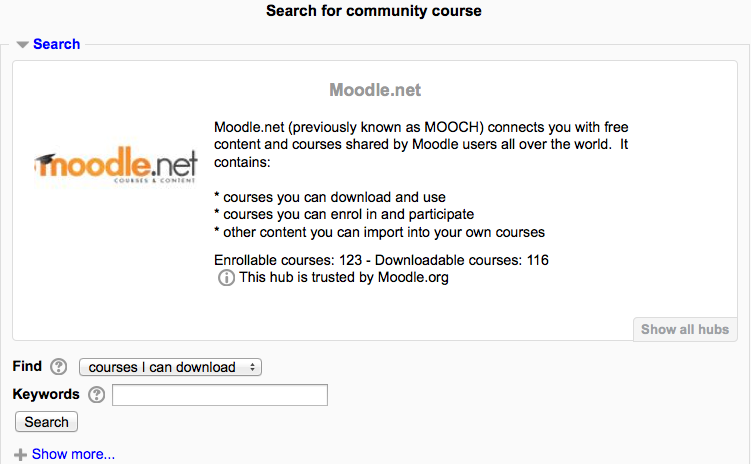 Search for community course
Search
Moodle.net
moodle.net
COURSES & CONTENT
Moodle.net (previously known as MOOCH) connects you with free
content and courses shared by Moodle users all over the world. It
contains:
* courses you can download and use
* courses you can enrol in and participate
* other content you can import into your own courses
Enrollable courses: 123 - Downloadable courses: 116
This hub is trusted by Moodle.org
Show all hubs
Find ? courses I can download
Keywords ?
Search
Show more...